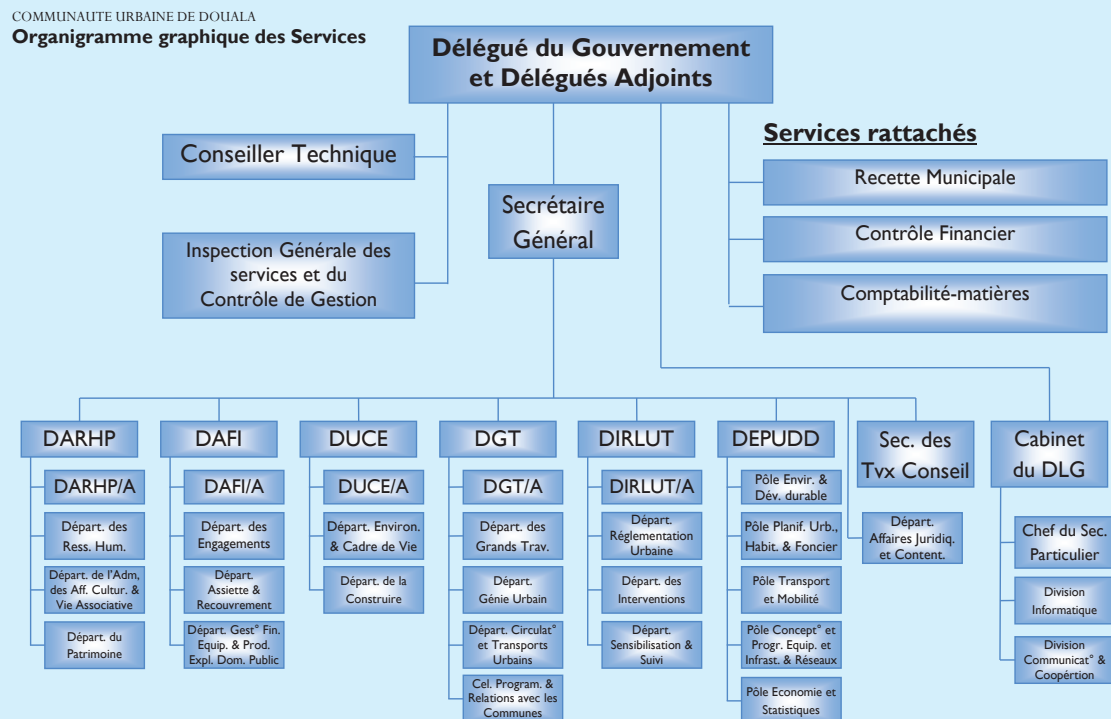 COMMUNAUTE URBAINE DE DOUALA
Organigramme graphique des Services
Délégué du Gouvernement
et Délégués Adjoints
Conseiller Technique
Inspection Générale des
services et du
Contrôle de Gestion
Secrétaire
Général
Services rattachés
Recette Municipale
Contrôle Financier
Comptabilité-matières
DARHP
DARHP/A
Départ. des
Ress. Hum.
Départ. de l'Adm,
des Aff. Cultur. &
Vie Associative
Départ. du
Patrimoine
DAFI
DAFI/A
Départ. des
Engagements
Départ.
Assiette &
Recouvrement
Départ. Gest° Fin.
Equip. & Prod.
Expl. Dom. Public
DUCE
DUCE/A
Départ. Environ.
& Cadre de Vie
Départ. de la
Construire
DGT
DGT/A
Départ. des
Grands Trav.
Départ.
Génie Urbain
Départ. Circulat°
et Transports
Urbains
Cel. Program. &
Relations avec les
Communes
DIRLUT
DIRLUT/A
Départ.
Réglementation
Urbaine
Départ. des
Interventions
Départ.
Sensibilisation &
Suivi
DEPUDD
Pôle Envir. &
Dév. durable
Pôle Planif. Urb.,
Habit. & Foncier
Pôle Transport
et Mobilité
Pôle Concept° et
Progr. Equip. et
Infrast. & Réseaux
Pôle Economie et
Statistiques
Sec. des
Tvx Conseil
Départ.
Affaires Juridiq.
et Content.
Cabinet
du DLG
Chef du Sec.
Particulier
Division
Informatique
Division
Communicat° &
Coopértion